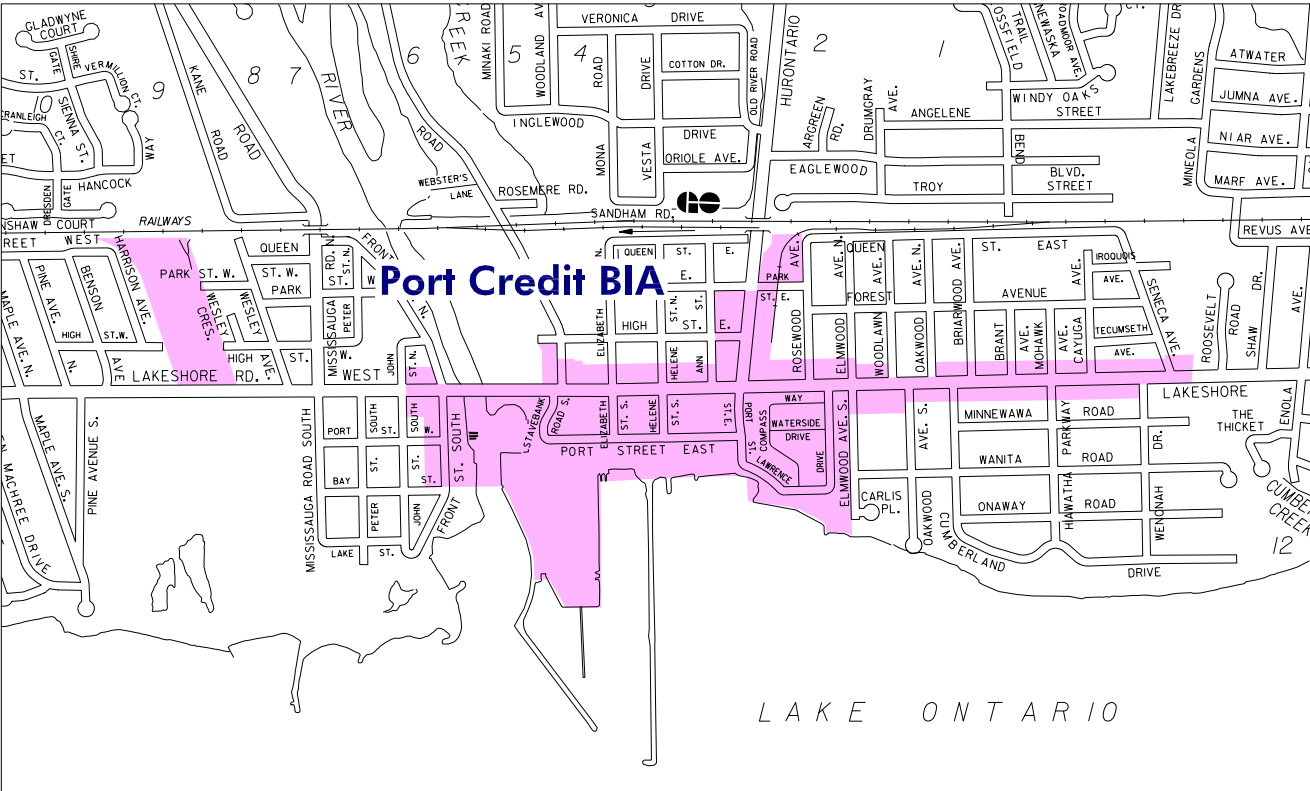 GLADWYNE
COURT
SHIRE
GATE
VERMILLION CT.
ST.
SIENNA ST.
CRANLEIGH
CT.
WAY
HANCOCK
DRESDEN
GATE
NSHAW COURT
RAILWAYS
9
8
7
10
KANE
ROAD
ROAD
RIVER
6
ROAD
CREEK
WEBSTER'S
LANE
ROSEMERE RD.
MINAKI ROAD
5
WOODLAND AV
4
VERONICA DRIVE
ROAD
MONA
DRIVE
VESTA
COTTON DR.
INGLEWOOD
DRIVE
ORIOLE AVE.
OLD RIVER ROAD
HURONTARIO
2
1
ARGREEN
RD.
DRUMGRAY
AVE.
ANGELENE
STREET
EAGLEWOOD
BLVD.
TROY
STREET
BEND
TRAIL
OSSFIELD
NEWASKA
OADMOOR AVE.
CT.
WINDY OAKS
LAKEBREEZE DR
GARDENS
MINEOLA
ATWATER
JUMNA AVE.
NIAR AVE.
MARF AVE.
REVUS AVE
SANDHAM RD.
GO
REET WEST
HARRISON AVE.
BENSON
AVE
PINE AVE.
N.
MAPLE AVE. N.
HIGH ST.W.
PARK ST. W.
WESLEY
CRES.
WESLEY
AVE.
QUEEN
ST. W.
PARK
HIGH ST.
W.
MISSISSAUGA
RD. N.
PETER
ST. N.
ST.
FRONT
W
N.
JOHN
ST. N.
Port Credit BIA
QUEEN ST. E.
E.
N.
ELIZABETH
HIGH ST. E.
HELENE
ST. N.
ANN
ST.
PARK
ST. E.
AVE.
ROSEWOOD
ELMWOOD
AVE. N.
QUEEN ST. EAST
FOREST AVENUE
WOODLAWN
AVE. N.
OAKWOOD
AVE. N
BRIARWOOD AVE.
BRANT
AVE.
MOHAWK
AVE.
CAYUGA
AVE.
IROQUOIS
AVE.
TECUMSETH
AVE.
SENECA AVE.
ROOSEVELT
ROAD
SHAW DR.
AVE.
ENOLA
LAKESHORE RD. WEST
LAKESHORE
MAPLE AVE. S.
PINE AVENUE S.
EN MACHREE DRIVE
MISSISSAUGA ROAD SOUTH
PORT ST. W.
BAY ST.
LAKE ST.
SOUTH
ST.
PETER
SOUTH
ST.
JOHN
ST. SOUTH
FRONT
STAVEBANK
ROAD S.
ELIZABETH
ST. S.
HELENE
ST. S.
ST. E.
PORT STREET EAST
PORT
ST.
COMPASS
WAY
WATERSIDE
DRIVE
LAWRENCE
DRIVE
ELMWOOD AVE. S.
CARLIS
PL.
AVE. S.
OAKWOOD
CUMBERLAND
DRIVE
MINNEWAWA ROAD
WANITA ROAD
ONAWAY ROAD
PARKWAY
HIAWATHA
DR.
WENONAH
THE
THICKET
CUMBER
CREEK
12
LAKE ONTARIO